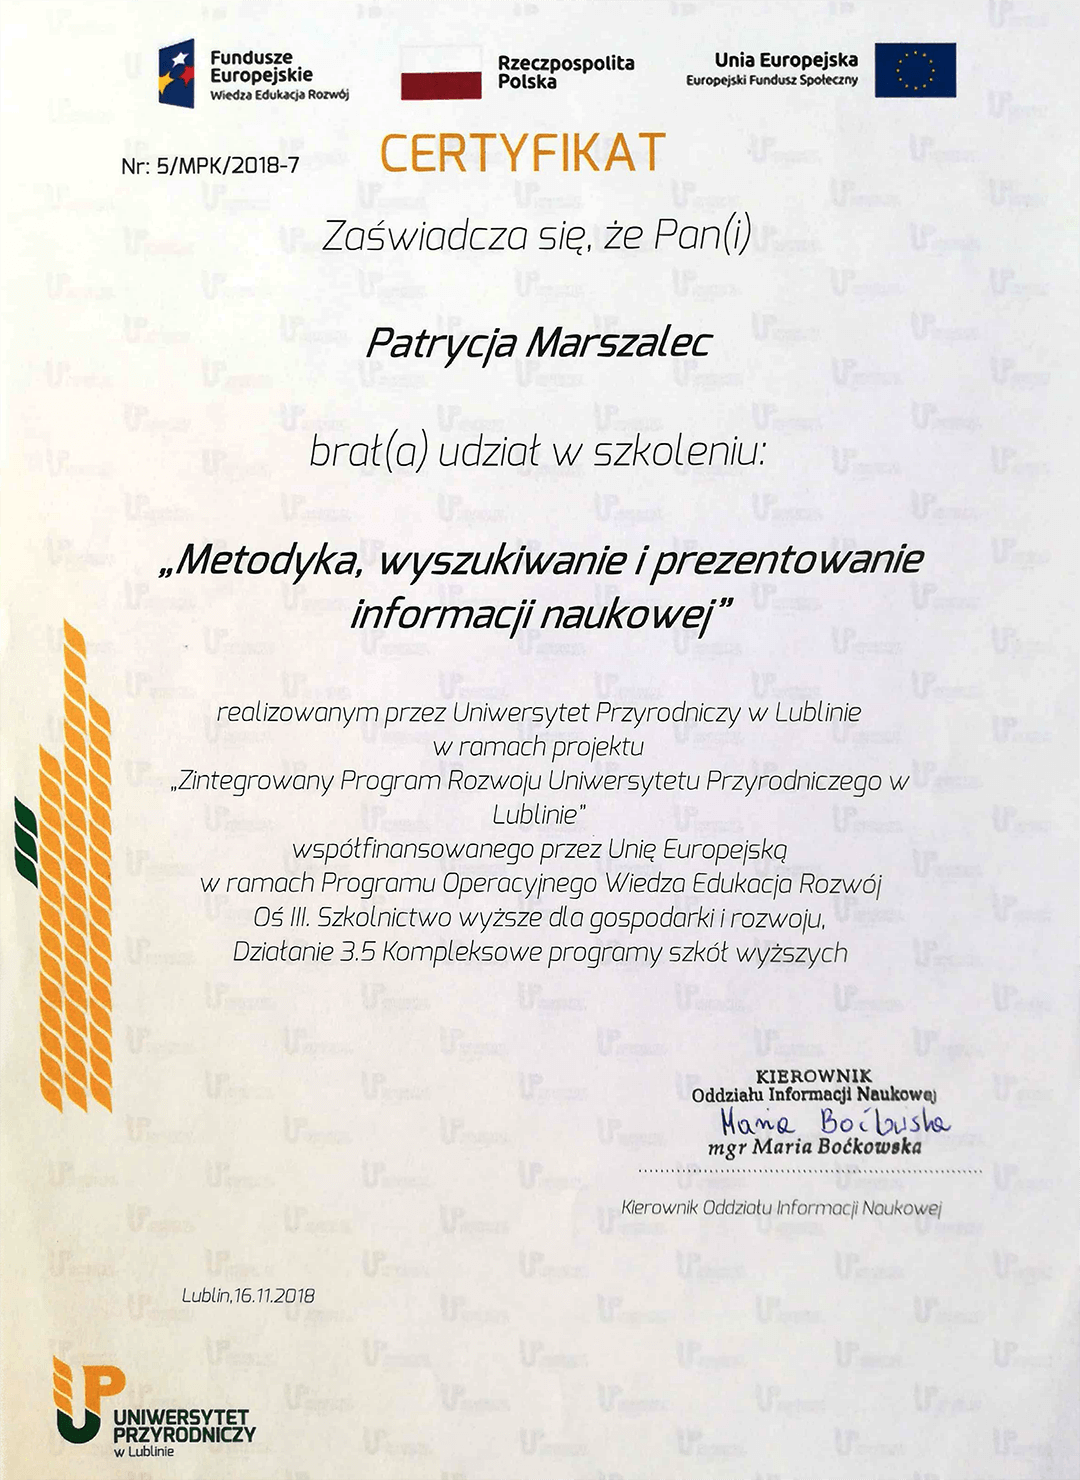 Fundusze
Europejskie
Wiedza Edukacja Rozwój
Rzeczpospolita
Polska
Unia Europejska
Europejski Fundusz Społeczny
Nr: 5/MPK/2018-7
CERTYFIKAT
Zaświadcza się, że Pan(i)
Patrycja Marszalec
brał(a) udział w szkoleniu:
„Metodyka, wyszukiwanie i prezentowanie
informacji naukowej”
realizowanym przez Uniwersytet Przyrodniczy w Lublinie
w ramach projektu
„Zintegrowany Program Rozwoju Uniwersytetu Przyrodniczego w
Lublinie”
współfinansowanego przez Unię Europejską
w ramach Programu Operacyjnego Wiedza Edukacja Rozwój
Oś III. Szkolnictwo wyższe dla gospodarki i rozwoju,
Działanie 3.5 Kompleksowe programy szkół wyższych
KIEROWNIK
Oddziału Informacji Naukowej
Maria Boćkowska
mgr Maria Boćkowska
Kierownik Oddziału Informacji Naukowej
Lublin,16.11.2018
UP
UNIWERSYTET
PRZYRODNICZY
w Lublinie